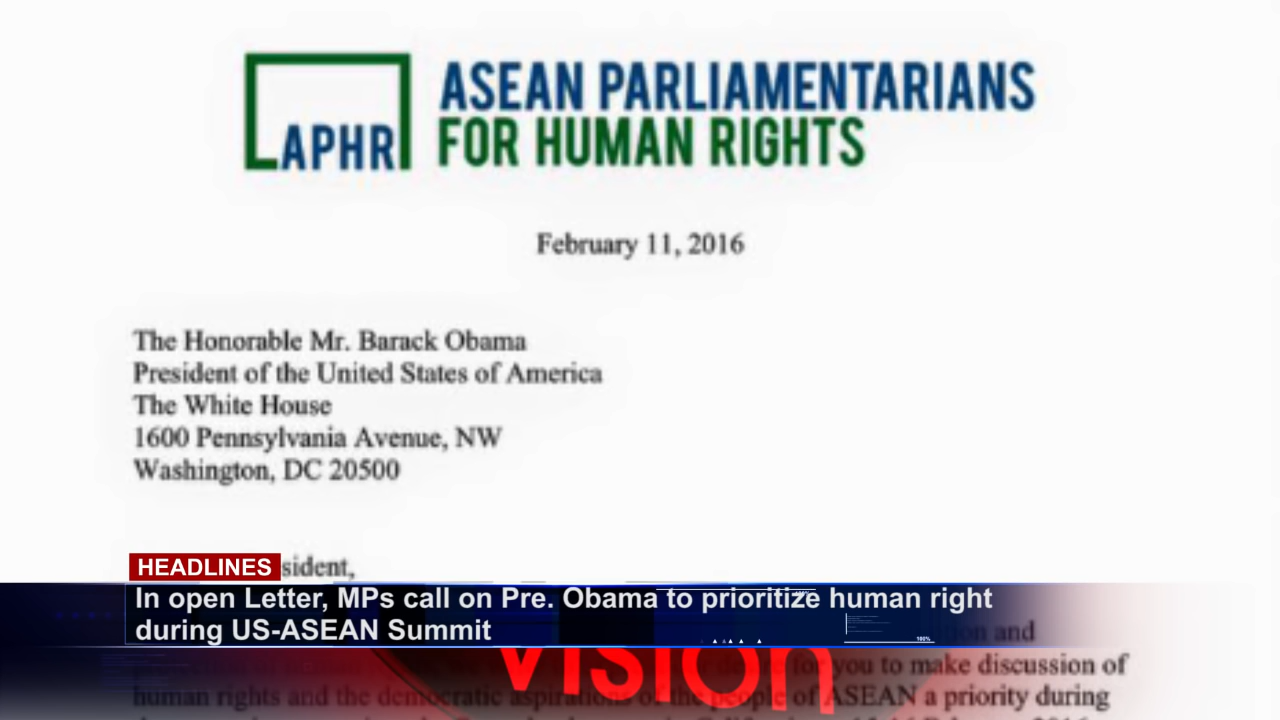 APHR
ASEAN PARLIAMENTARIANS
FOR HUMAN RIGHTS
February 11, 2016
The Honorable Mr. Barack Obama
President of the United States of America
The White House
1600 Pennsylvania Avenue, NW
Washington, DC 20500
HEADLINES
sident,
In open Letter, MPs call on Pre. Obama to prioritize human right
during US-ASEAN Summit
100%
and
for you to make discussion of
human rights and the democratic aspirations of the people of ASEAN a priority during
vision